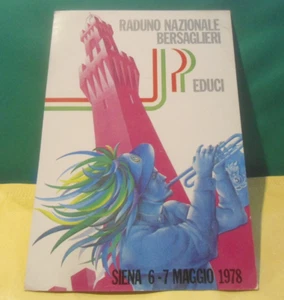 RADUNO NAZIONALE
BERSAGLIERI
R
EDUCI
SIENA 6-7 MAGGIO 1978